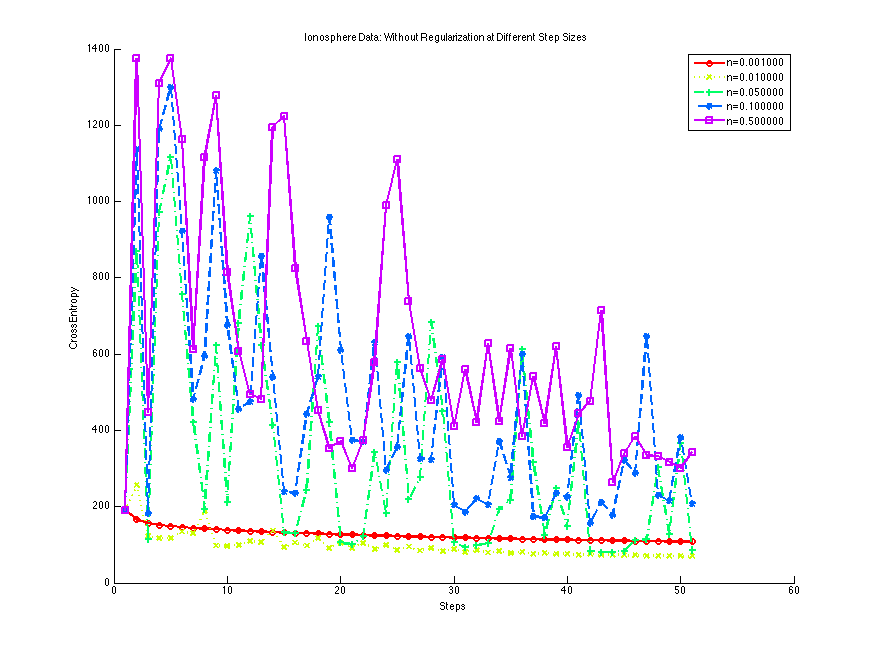 Ionosphere Data: Without Regularization at Different Step Sizes
n=0.001000
n=0.010000
n=0.050000
n=0.100000
n=0.500000
1400
1200
1000
800
600
400
200
0
CrossEntropy
0 10 20 30 40 50 60
Steps